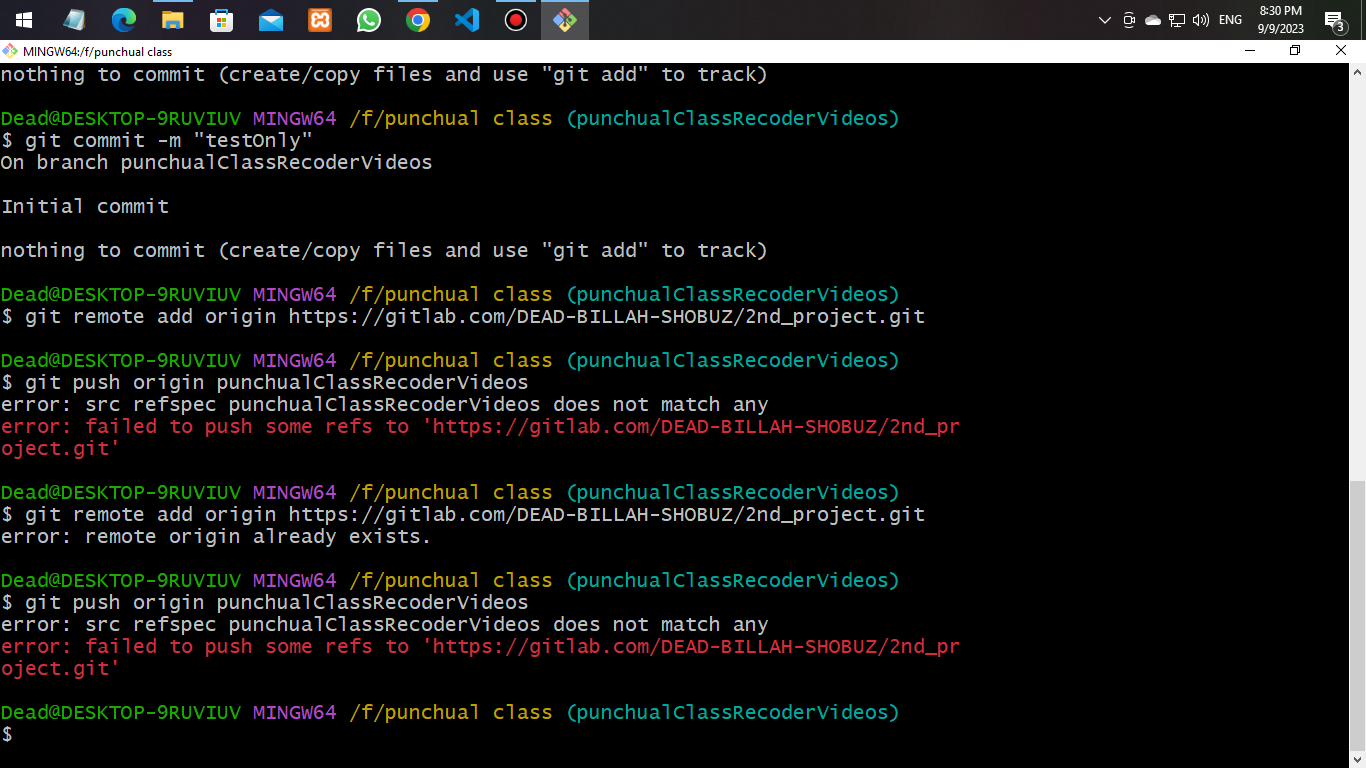 ENG
8:30 PM
9/9/2023
3
MINGW64:/f/punchual class
nothing to commit (create/copy files and use "git add" to track)
Dead@DESKTOP-9RUVIUV MINGW64 /f/punchual class (punchualClassRecoderVideos)
$ git commit -m "testOnly"
On branch punchualClassRecoderVideos
Initial commit
nothing to commit (create/copy files and use "git add" to track)
Dead@DESKTOP-9RUVIUV MINGW64 /f/punchual class (punchualClassRecoderVideos)
$ git remote add origin https://gitlab.com/DEAD-BILLAH-SHOBUZ/2nd_project.git
Dead@DESKTOP-9RUVIUV MINGW64 /f/punchual class (punchualClassRecoderVideos)
$ git push origin punchualClassRecoderVideos
error: src refspec punchualClassRecoderVideos does not match any
error: failed to push some refs to 'https://gitlab.com/DEAD-BILLAH-SHOBUZ/2nd_pr
oject.git'
Dead@DESKTOP-9RUVIUV MINGW64 /f/punchual class (punchualClassRecoderVideos)
$ git remote add origin https://gitlab.com/DEAD-BILLAH-SHOBUZ/2nd_project.git
error: remote origin already exists.
Dead@DESKTOP-9RUVIUV MINGW64 /f/punchual class (punchualClassRecoderVideos)
$ git push origin punchualClassRecoderVideos
error: src refspec punchualClassRecoderVideos does not match any
error: failed to push some refs to 'https://gitlab.com/DEAD-BILLAH-SHOBUZ/2nd_pr
oject.git'
Dead@DESKTOP-9RUVIUV MINGW64 /f/punchual class (punchualClassRecoderVideos)
$